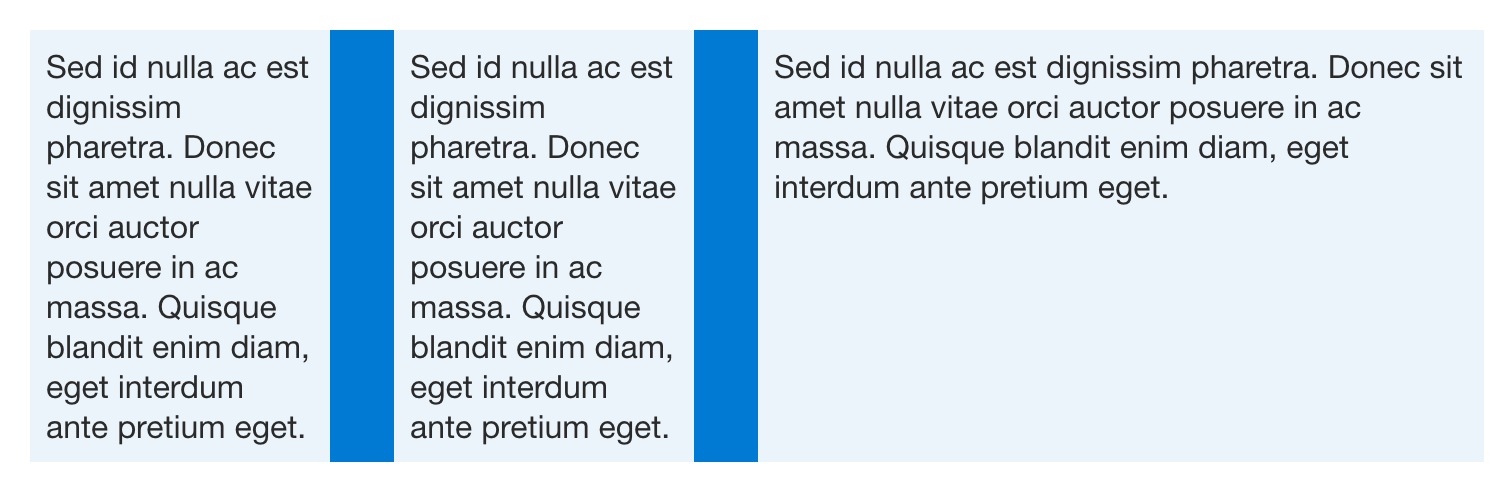 Sed id nulla ac est
dignissim
pharetra. Donec
sit amet nulla vitae
orci auctor
posuere in ac
massa. Quisque
blandit enim diam,
eget interdum
ante pretium eget.
Sed id nulla ac est
dignissim
pharetra. Donec
sit amet nulla vitae
orci auctor
posuere in ac
massa. Quisque
blandit enim diam,
eget interdum
ante pretium eget.
Sed id nulla ac est dignissim pharetra. Donec sit
amet nulla vitae orci auctor posuere in ac
massa. Quisque blandit enim diam, eget
interdum ante pretium eget.